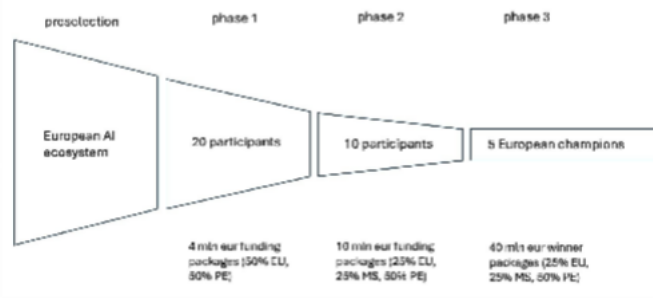 preselection
phase 1
phase 2
phase 3
European AI
ecosystem
20 participants
10 participants
5 European champions
4 mln eur funding
packages (50% EU,
50% PE)
10 mln eur funding
packages (25% EU,
25% MS, 50% PE)
40 mln eur winner
packages (25% EU,
25% MS, 50% PE)